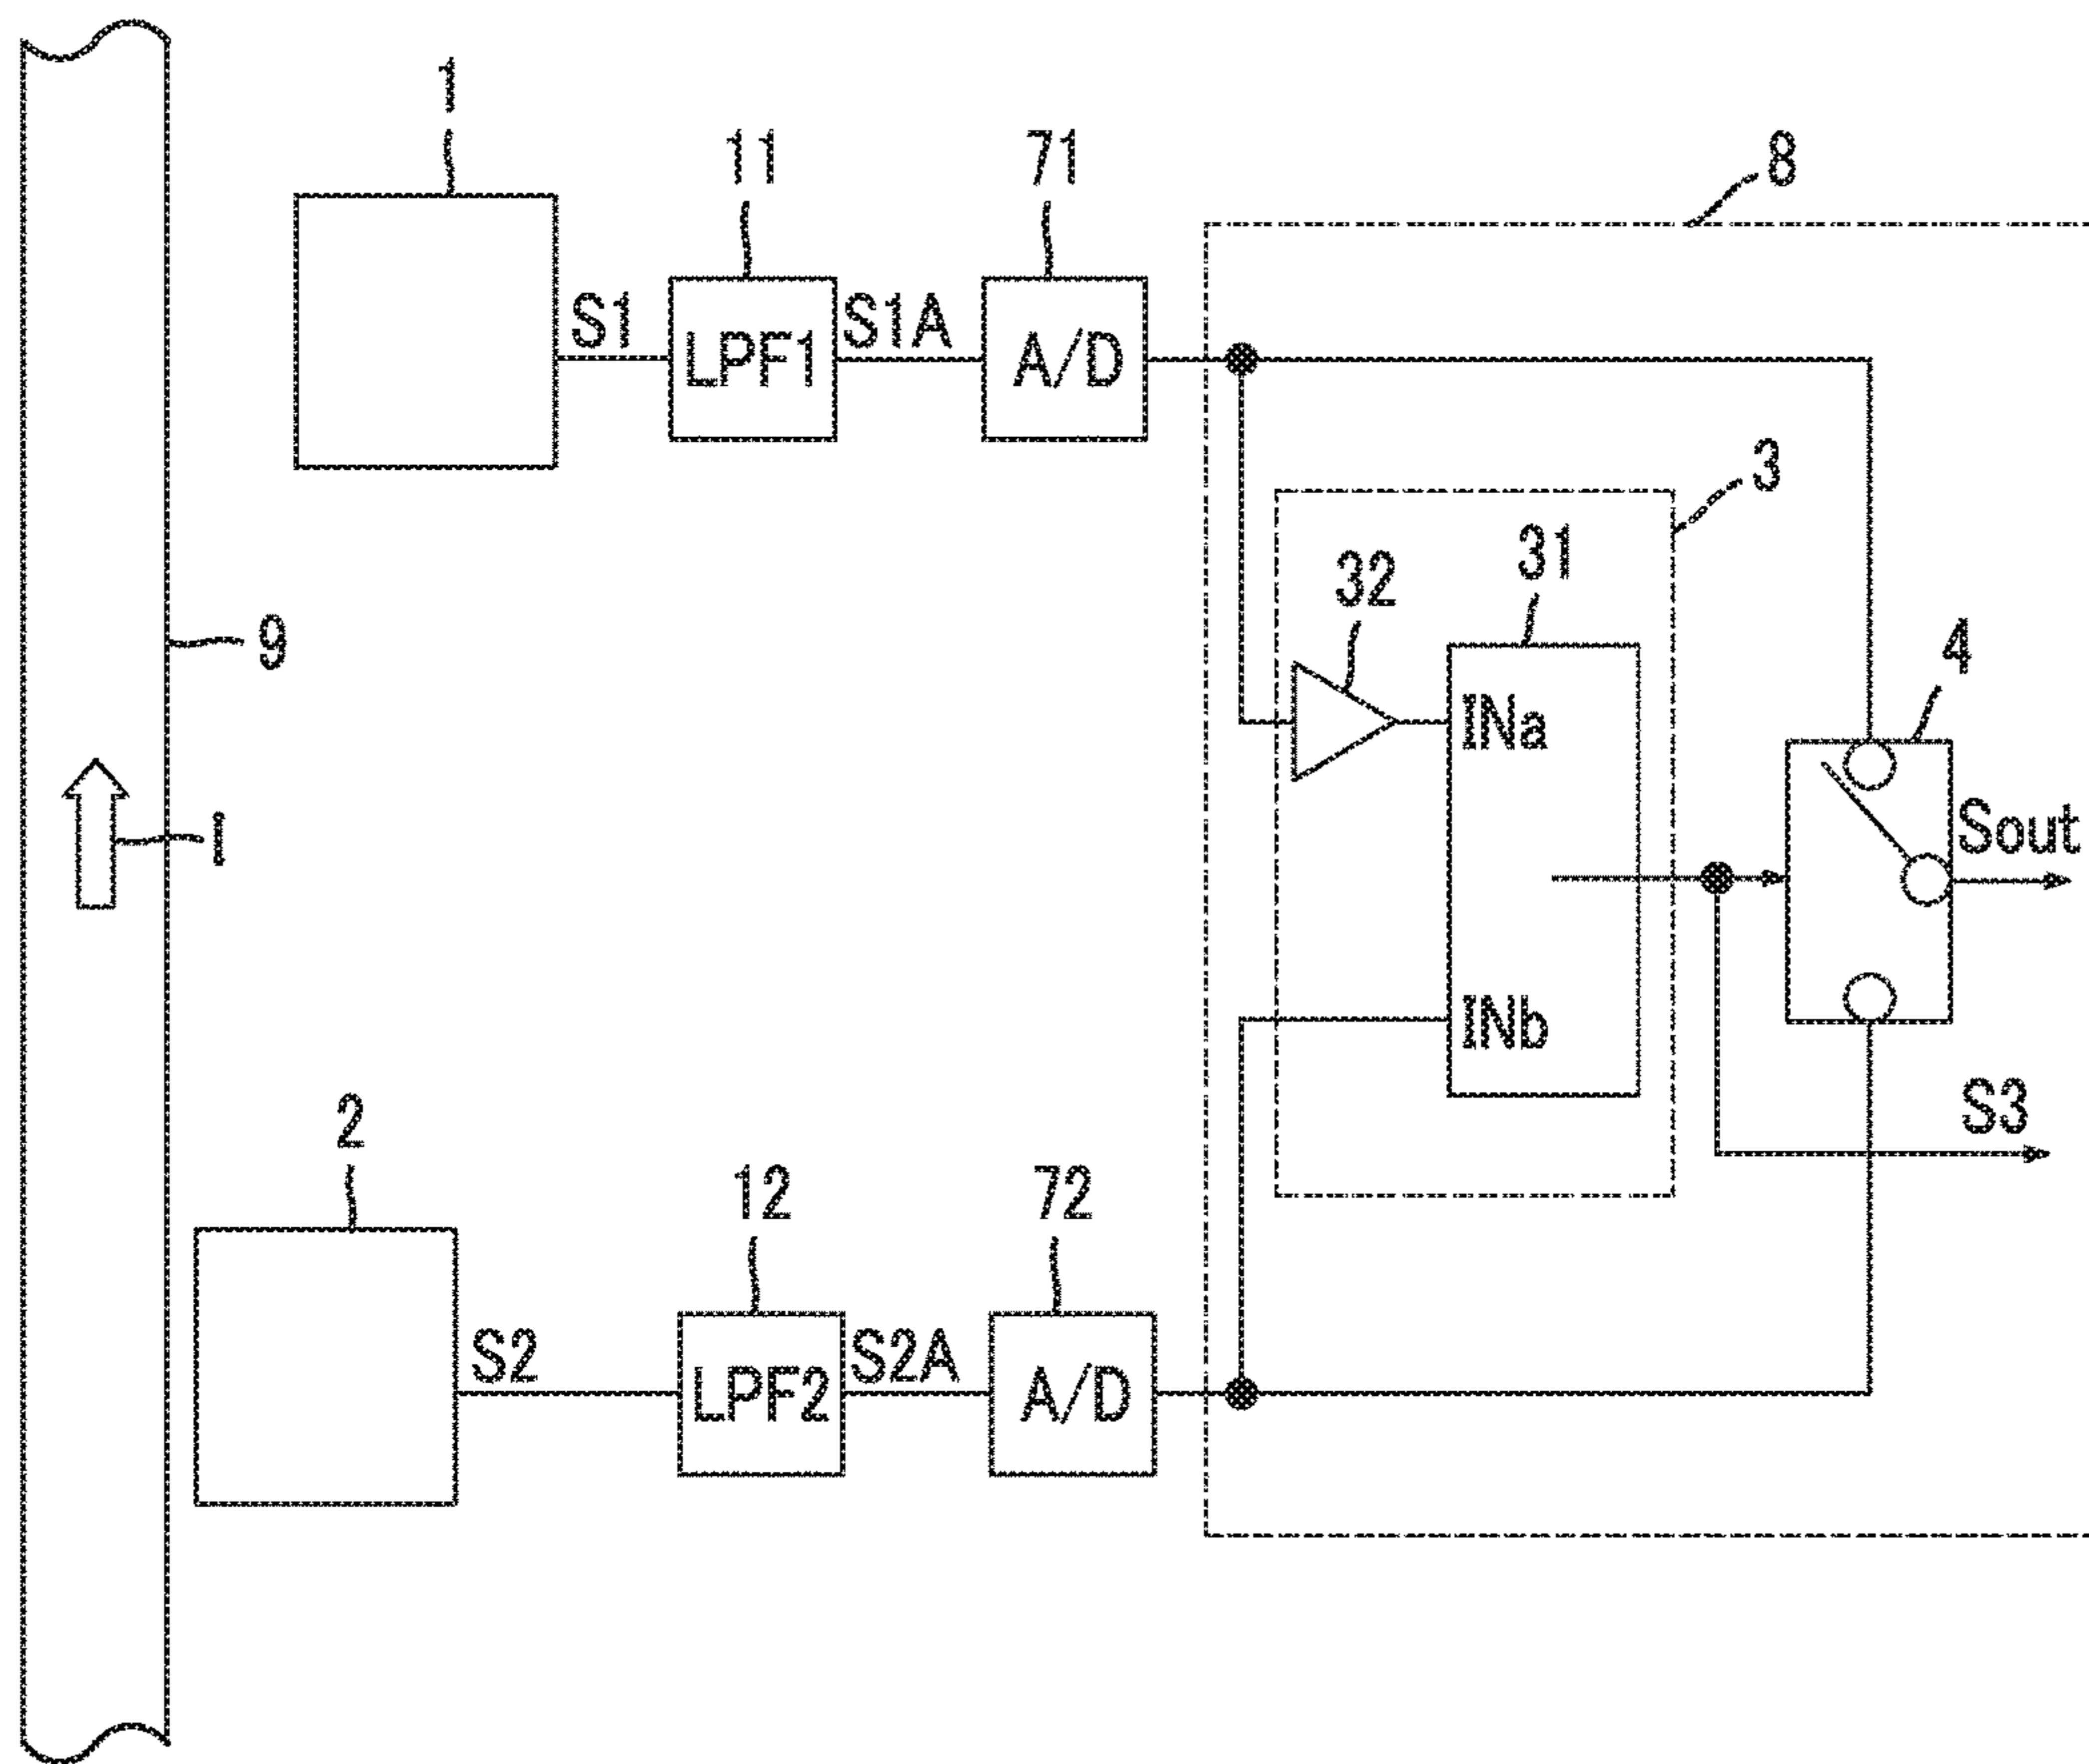 1
11
71
8
S1
LPF1
S1A
A/D
3
31
32
9
4
INa
I
Sout
INb
S3
2
12
72
S2
LPF2
S2A
A/D